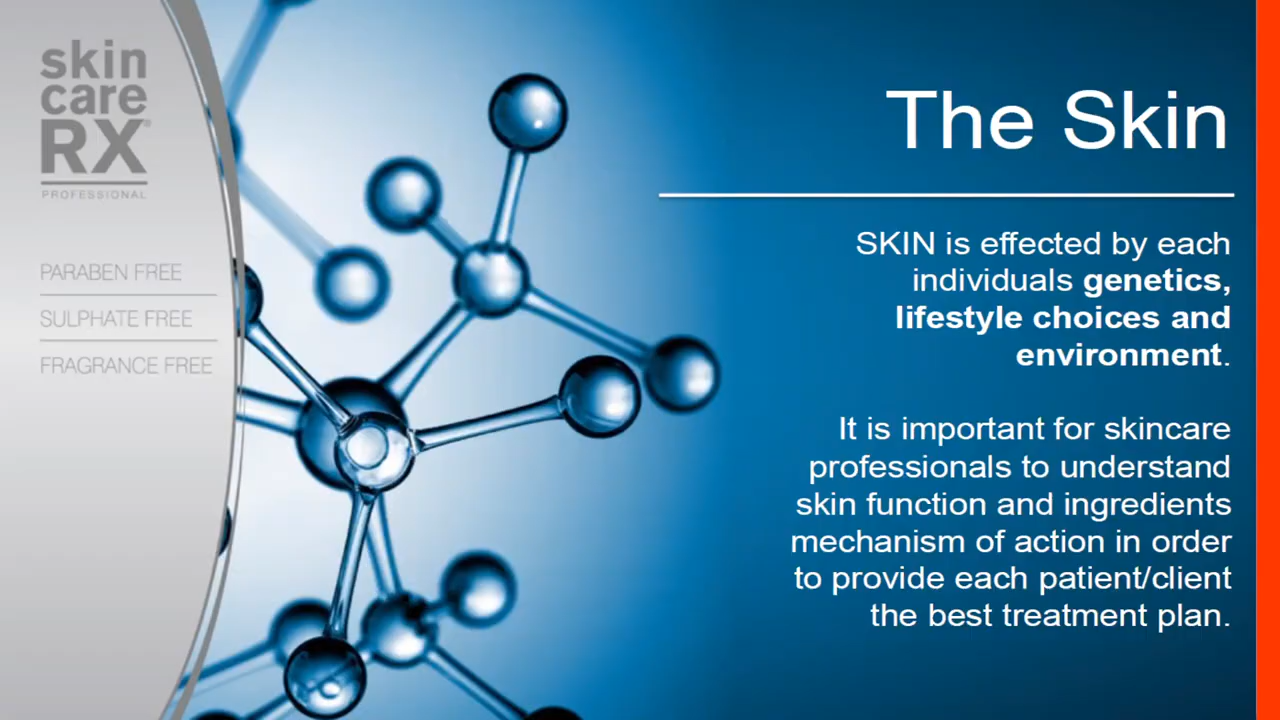 skin
care
RX®
PROFESSIONAL
PARABEN FREE
SULPHATE FREE
FRAGRANCE FREE
The Skin
SKIN is effected by each
individuals genetics,
lifestyle choices and
environment.
It is important for skincare
professionals to understand
skin function and ingredients
mechanism of action in order
to provide each patient/client
the best treatment plan.